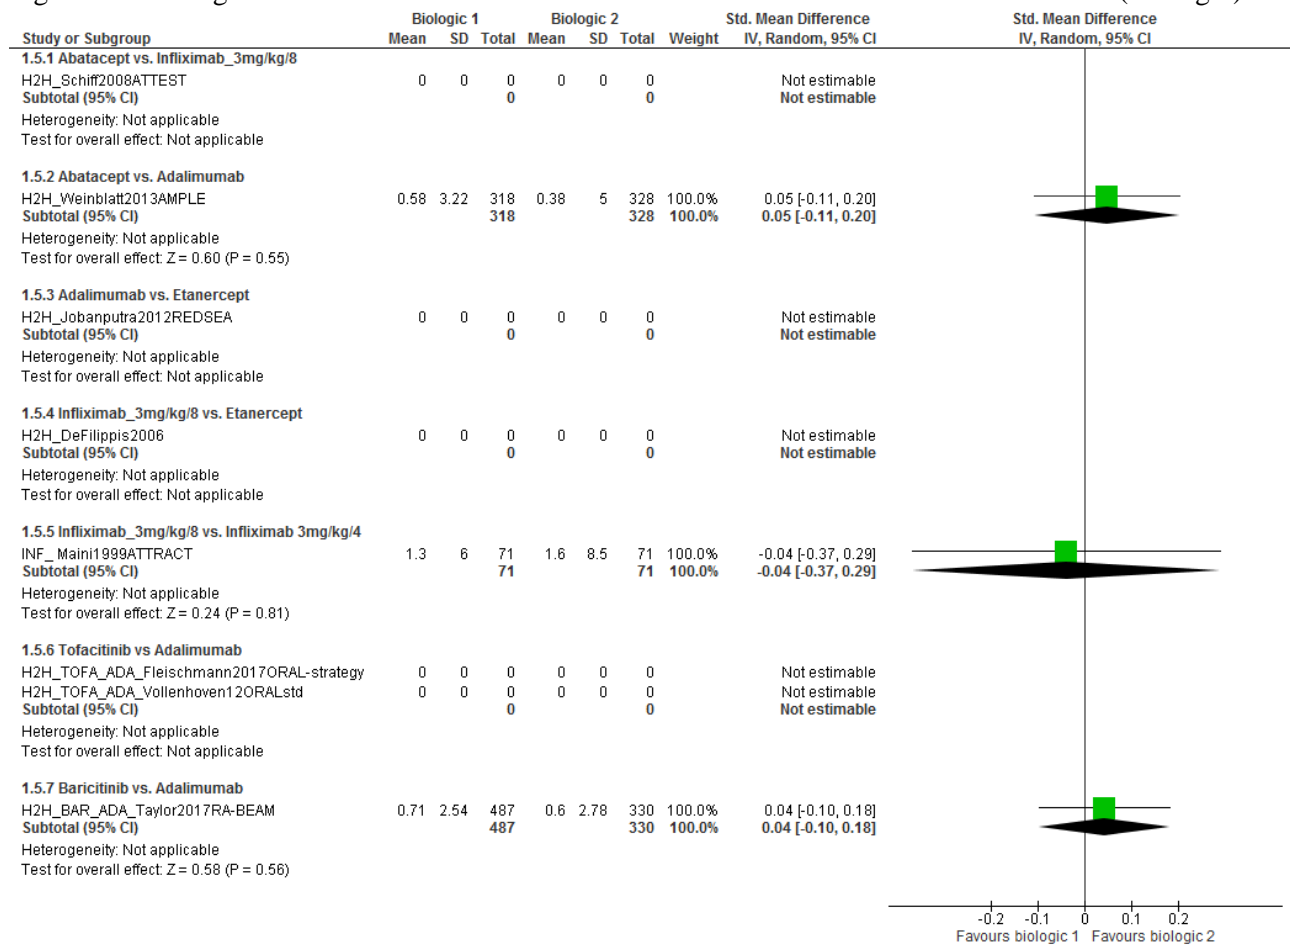 Biologic 1 Biologic 2 Std. Mean Difference Std. Mean Difference
Study or Subgroup Mean SD Total Mean SD Total Weight IV, Random, 95% CI IV, Random, 95% CI
1.5.1 Abatacept vs. Infliximab_3mg/kg/8
H2H_Schiff2008ATTEST 0 0 0 0 0 0 Not estimable
Subtotal (95% CI) 0 0 Not estimable
Heterogeneity: Not applicable
Test for overall effect: Not applicable
1.5.2 Abatacept vs. Adalimumab
H2H_Weinblatt2013AMPLE 0.58 3.22 318 0.38 5 328 100.0% 0.05 [-0.11, 0.20]
Subtotal (95% CI) 318 328 100.0% 0.05 [-0.11, 0.20]
Heterogeneity: Not applicable
Test for overall effect: Z = 0.60 (P = 0.55)
1.5.3 Adalimumab vs. Etanercept
H2H_Jobanputra2012REDSEA 0 0 0 0 0 0 Not estimable
Subtotal (95% CI) 0 0 Not estimable
Heterogeneity: Not applicable
Test for overall effect: Not applicable
1.5.4 Infliximab_3mg/kg/8 vs. Etanercept
H2H_DeFilippis2006 0 0 0 0 0 0 Not estimable
Subtotal (95% CI) 0 0 Not estimable
Heterogeneity: Not applicable
Test for overall effect: Not applicable
1.5.5 Infliximab_3mg/kg/8 vs. Infliximab 3mg/kg/4
INF_ Maini1999ATTRACT 1.3 6 71 1.6 8.5 71 100.0% -0.04 [-0.37, 0.29]
Subtotal (95% CI) 71 71 100.0% -0.04 [-0.37, 0.29]
Heterogeneity: Not applicable
Test for overall effect: Z = 0.24 (P = 0.81)
1.5.6 Tofacitinib vs Adalimumab
H2H_TOFA_ADA_Fleischmann2017ORAL-strategy 0 0 0 0 0 0 Not estimable
H2H_TOFA_ADA_Vollenhoven12ORALstd 0 0 0 0 0 0 Not estimable
Subtotal (95% CI) 0 0 Not estimable
Heterogeneity: Not applicable
Test for overall effect: Not applicable
1.5.7 Baricitinib vs. Adalimumab
H2H_BAR_ADA_Taylor2017RA-BEAM 0.71 2.54 487 0.6 2.78 330 100.0% 0.04 [-0.10, 0.18]
Subtotal (95% CI) 487 330 100.0% 0.04 [-0.10, 0.18]
Heterogeneity: Not applicable
Test for overall effect: Z = 0.58 (P = 0.56)
-0.2 -0.1 0 0.1 0.2
Favours biologic 1 Favours biologic 2